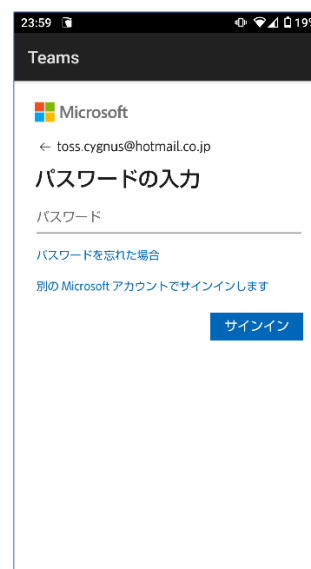 23:59 19%
Teams
Microsoft
← toss.cygnus@hotmail.co.jp
パスワードの入力
パスワード
パスワードを忘れた場合
別の Microsoft アカウントでサインインします
サインイン